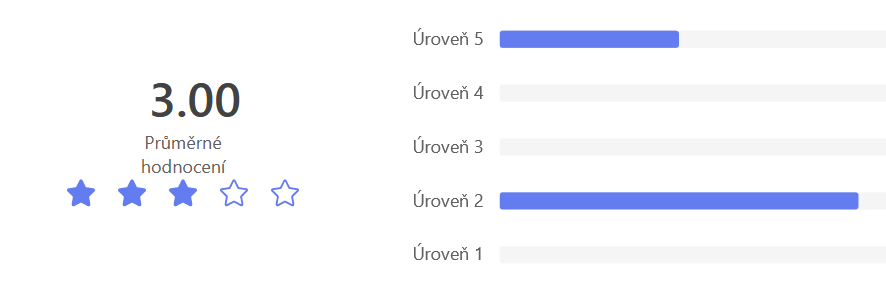 3.00
Průměrné
hodnocení
Úroveň 5
Úroveň 4
Úroveň 3
Úroveň 2
Úroveň 1